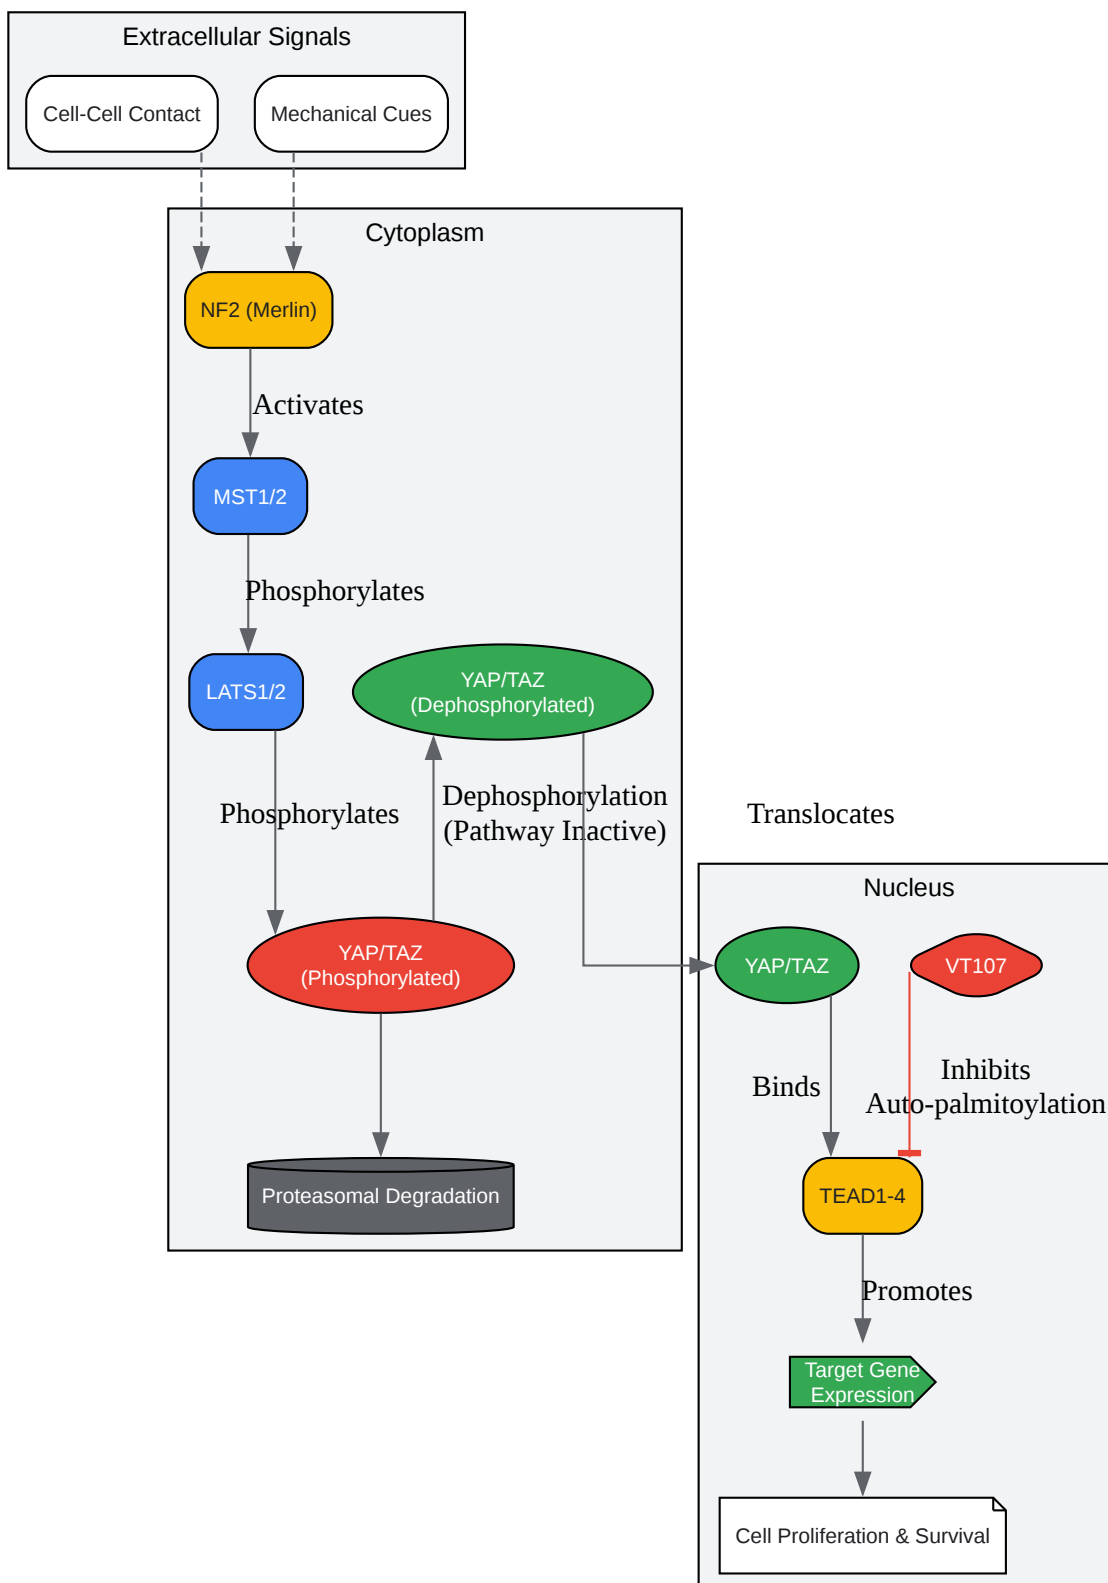 Extracellular Signals
Cell-Cell Contact
Mechanical Cues
Cytoplasm
NF2 (Merlin)
Activates
MST1/2
Phosphorylates
LATS1/2
YAP/TAZ
(Dephosphorylated)
Phosphorylates
Dephosphorylation
(Pathway Inactive)
Translocates
YAP/TAZ
(Phosphorylated)
Proteasomal Degradation
Nucleus
YAP/TAZ
VT107
Binds
Inhibits
Auto-palmitoylation
TEAD1-4
Promotes
Target Gene
Expression
Cell Proliferation & Survival